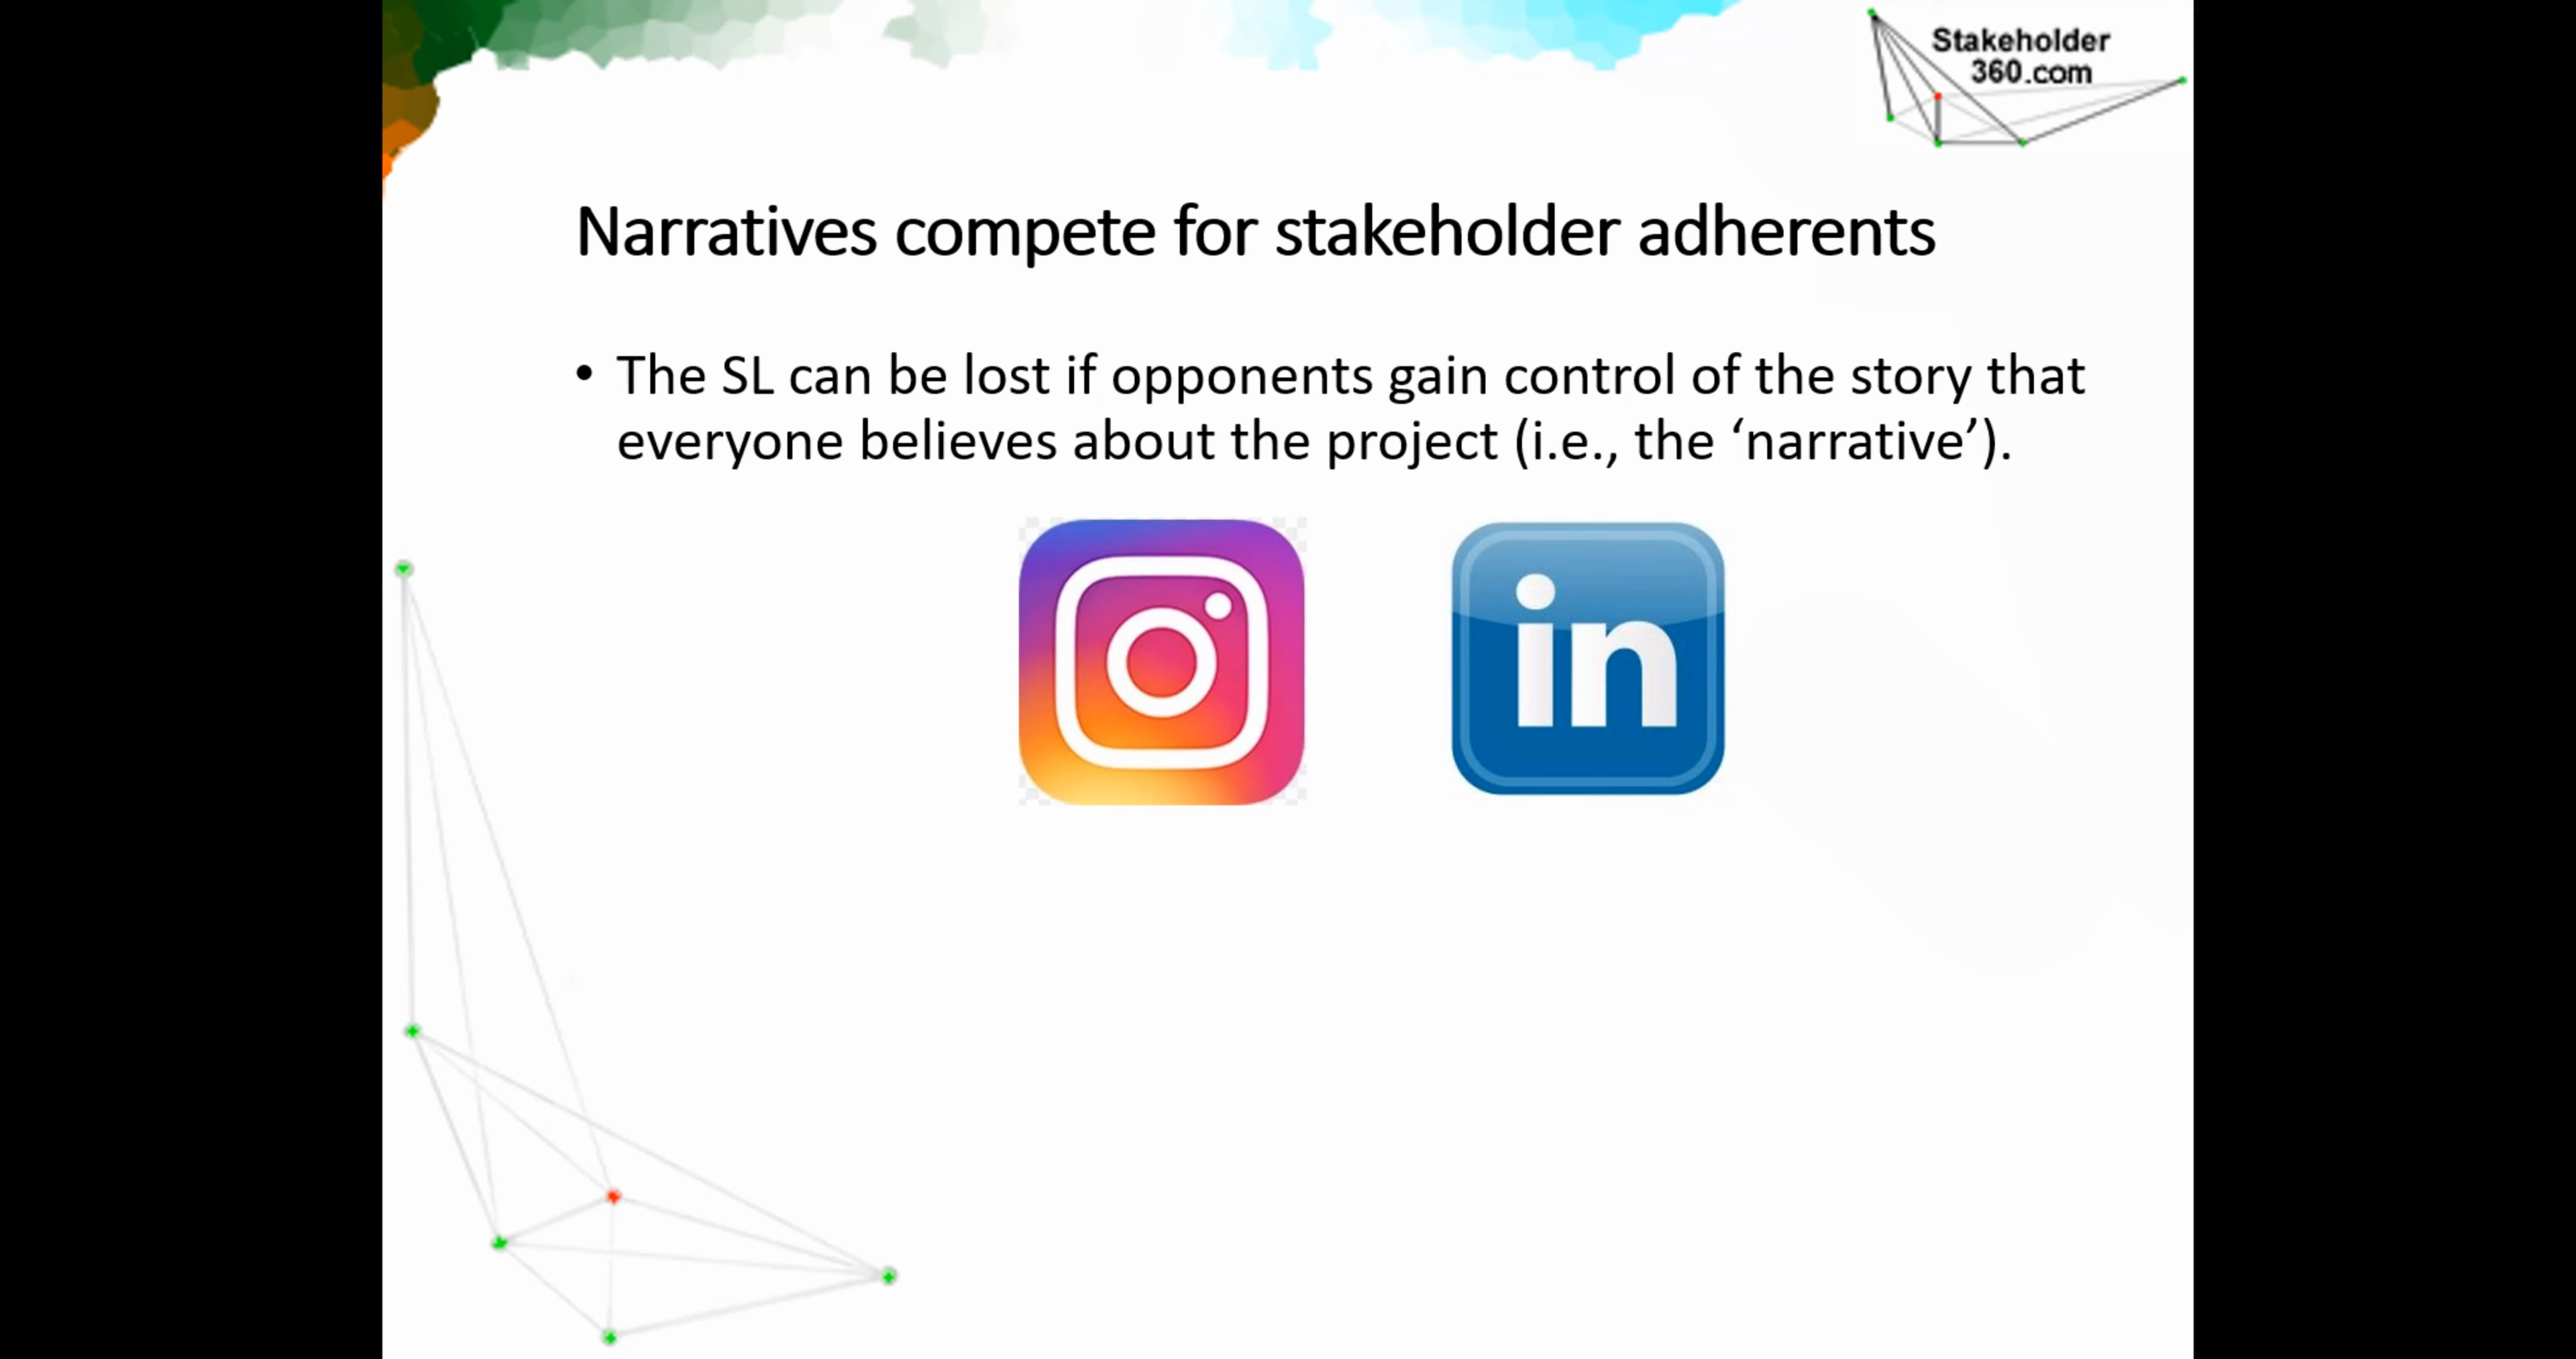 Stakeholder
360.com
Narratives compete for stakeholder adherents
• The SL can be lost if opponents gain control of the story that
everyone believes about the project (i.e., the ‘narrative’).
in